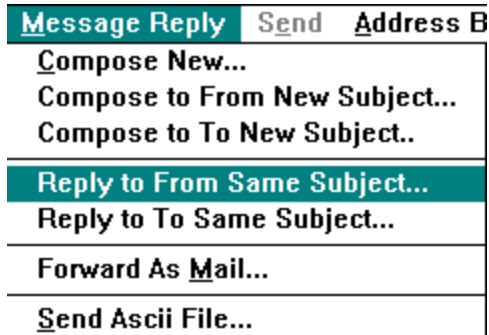 Message Reply Send Address B
Compose New...
Compose to From New Subject...
Compose to To New Subject..
Reply to From Same Subject...
Reply to To Same Subject...
Forward As Mail...
Send Ascii File...